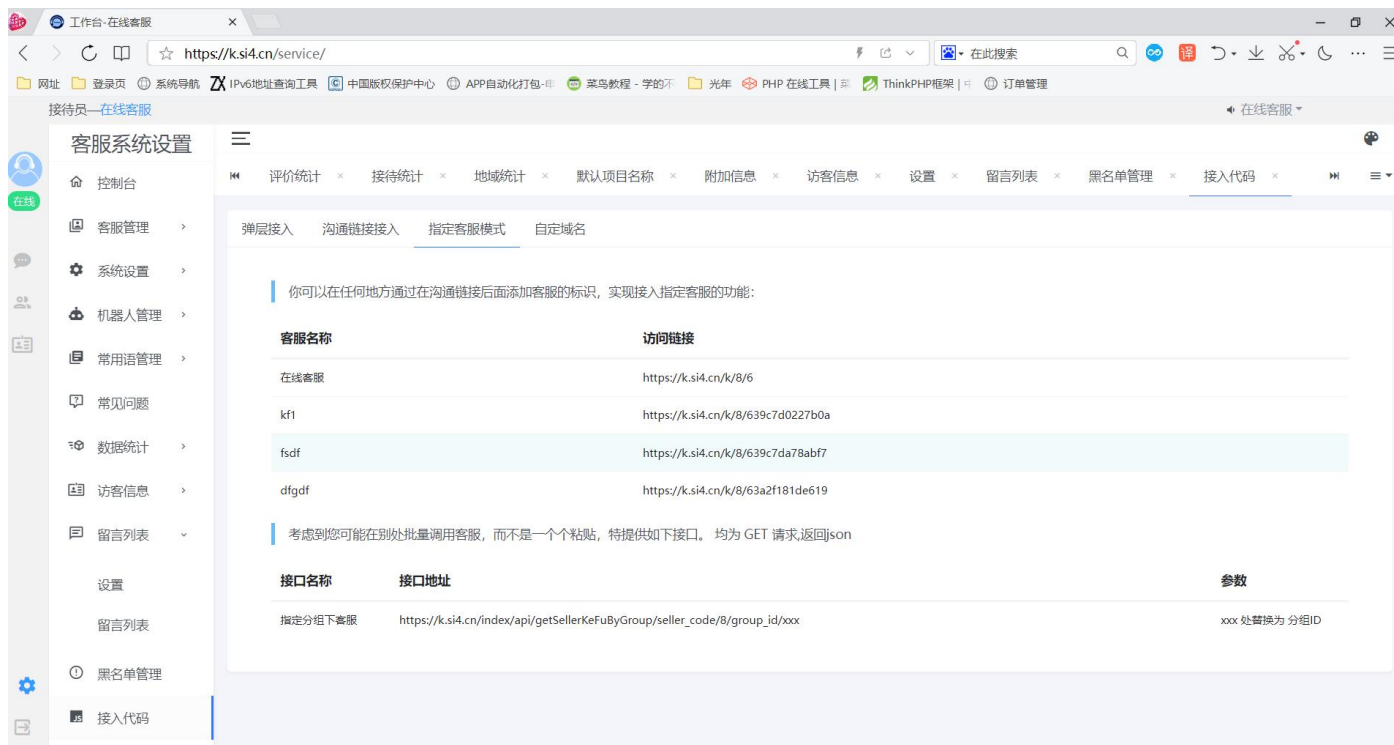 工作台-在线客服
https://k.si4.cn/service/
在此搜索
译
网址 登录页 系统导航 IPv6地址查询工具 中国版权保护中心 APP自动化打包- 菜鸟教程 - 学的不 光年 PHP 在线工具 | 菜 ThinkPHP框架 | 订单管理
接待员—在线客服
在线客服
客服系统设置
评价统计 接待统计 地域统计 默认项目名称 附加信息 访客信息 设置 留言列表 黑名单管理 接入代码
在线
控制台
客服管理
系统设置
机器人管理
常用语管理
常见问题
数据统计
访客信息
留言列表
设置
留言列表
黑名单管理
JS 接入代码
弹层接入 沟通链接接入 指定客服模式 自定域名
你可以在任何地方通过在沟通链接后面添加客服的标识，实现接入指定客服的功能：
客服名称 访问链接
在线客服 https://k.si4.cn/k/8/6
kf1 https://k.si4.cn/k/8/639c7d0227b0a
fsdf https://k.si4.cn/k/8/639c7da78abf7
dfgdf https://k.si4.cn/k/8/63a2f181de619
考虑到您可能在别处批量调用客服，而不是一个个粘贴，特提供如下接口。 均为 GET 请求,返回json
接口名称 接口地址 参数
指定分组下客服 https://k.si4.cn/index/api/getSellerKeFuByGroup/seller_code/8/group_id/xxx xxx 处替换为 分组ID